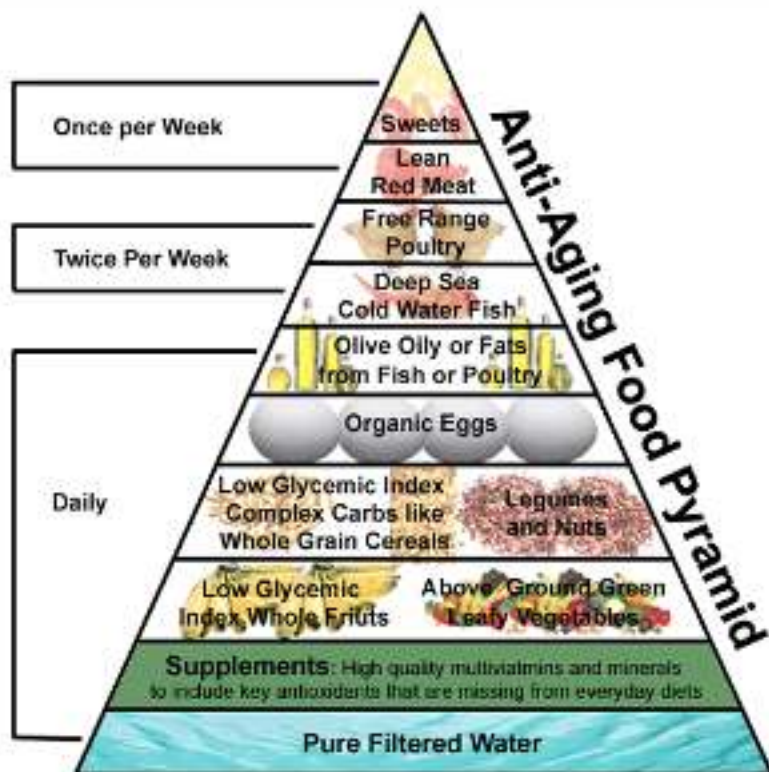 Anti-Aging Food Pyramid
Once per Week
Sweets
Lean
Red Meat
Twice Per Week
Free Range
Poultry
Deep Sea
Cold Water Fish
Daily
Olive Oily or Fats
from Fish or Poultry
Organic Eggs
Low Glycemic Index
Complex Carbs like
Whole Grain Cereals
Legumes
and Nuts
Low Glycemic
Index Whole Friuts
Above Ground Green
Leafy Vegetables
Supplements: High quality multiviatmins and minerals
to include key antioxidants that are missing from everyday diets
Pure Filtered Water